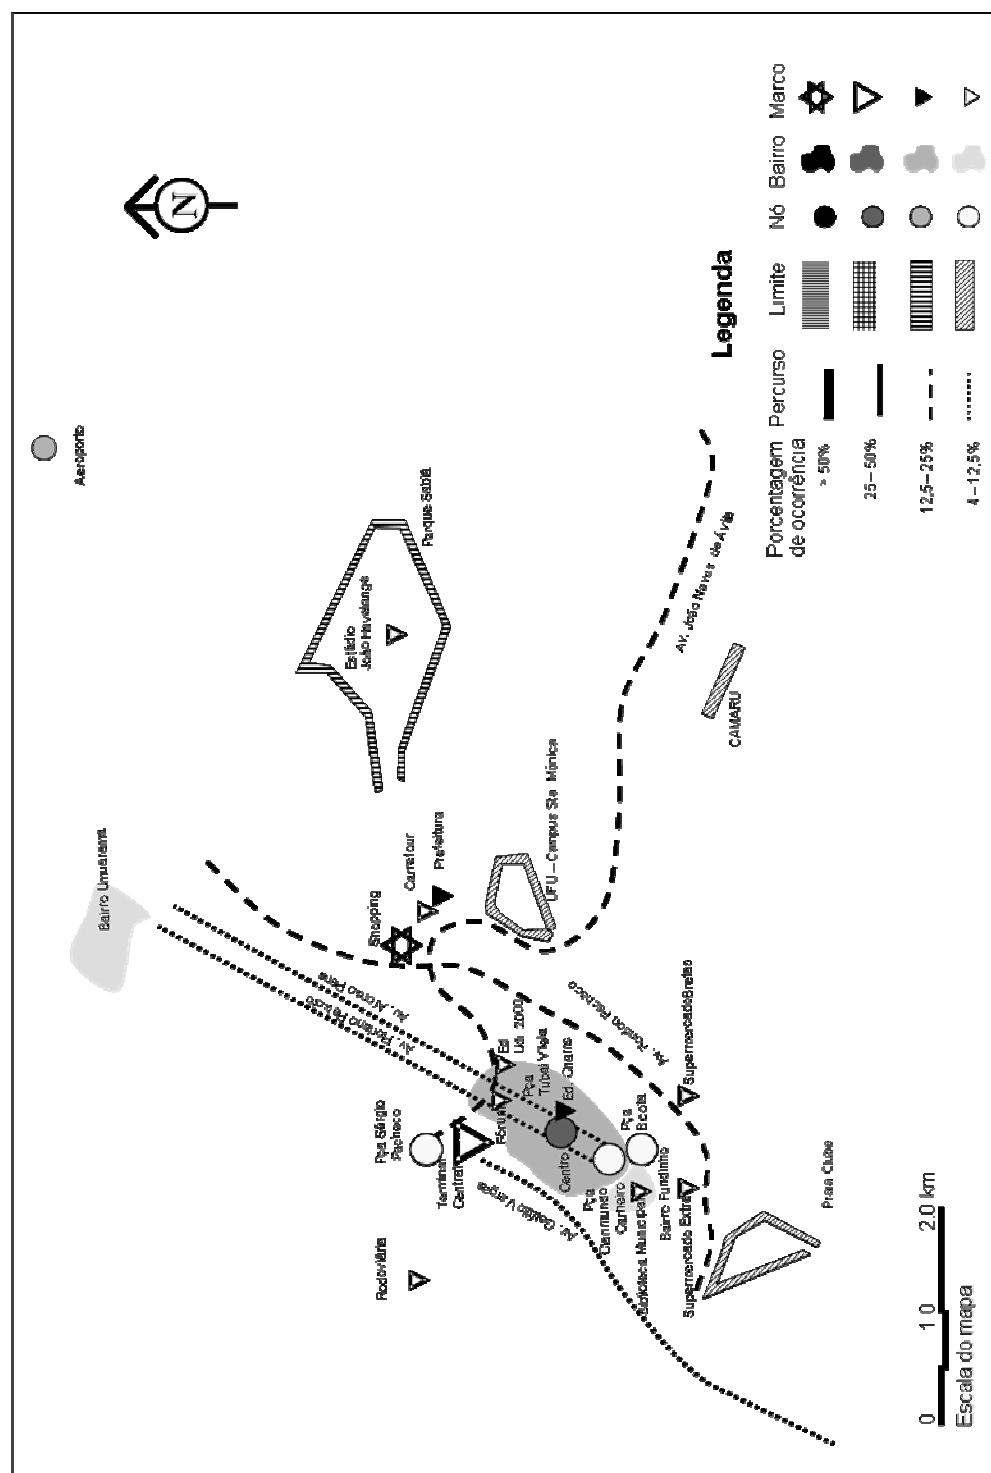 N
Aeroporto
Bairro Umuarama
Estádio
João Havelange
Parque Sabiá
Shopping
Carrefour
Prefeitura
UFU - Campus Sta. Mônica
Av. João Naves de Ávila
CAMARU
Av. Afonso Pena
Av. Floriano Peixoto
Av. Rondon Pacheco
Pça Sérgio
Pacheco
Terminal
Central
Fórum
Ed.
Pça
Tubal Vilela
Ed. Chams
Centro
Av. Getúlio Vargas
Rodoviária
Pça
Clarimundo
Carneiro
Pça
Biblioteca Municipal
Bairro Fundinho
Supermercado Extra
Supermercado Bretas
Praia Clube
Legenda
Porcentagem
de ocorrência
Percurso
Limite
Nó
Bairro
Marco
> 50%
25 – 50%
12,5–25%
4 –12,5%
0
1 0
2.0 km
Escala do mapa